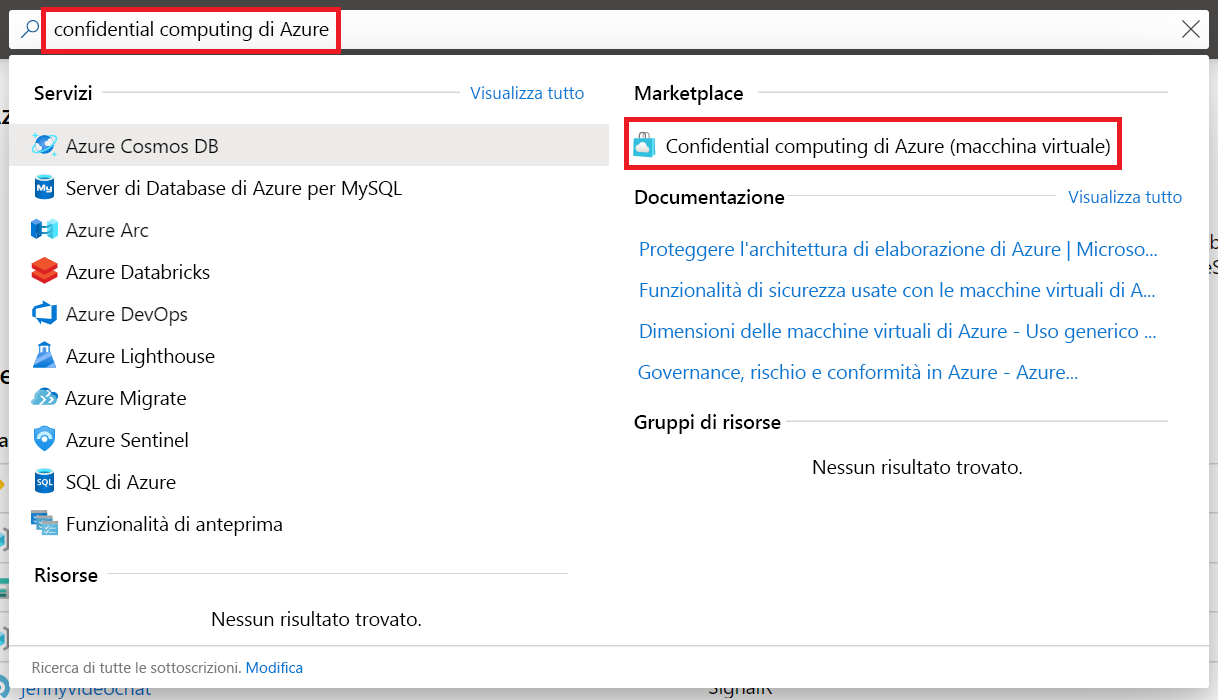 confidential computing di Azure
Servizi
Visualizza tutto
Azure Cosmos DB
Server di Database di Azure per MySQL
Azure Arc
Azure Databricks
Azure DevOps
Azure Lighthouse
Azure Migrate
Azure Sentinel
SQL di Azure
Funzionalità di anteprima
Risorse
Nessun risultato trovato.
Marketplace
Confidential computing di Azure (macchina virtuale)
Documentazione
Visualizza tutto
Proteggere l'architettura di elaborazione di Azure | Microso...
Funzionalità di sicurezza usate con le macchine virtuali di A...
Dimensioni delle macchine virtuali di Azure - Uso generico ...
Governance, rischio e conformità in Azure - Azure...
Gruppi di risorse
Nessun risultato trovato.
Ricerca di tutte le sottoscrizioni. Modifica
jennyvideochat
SignalR